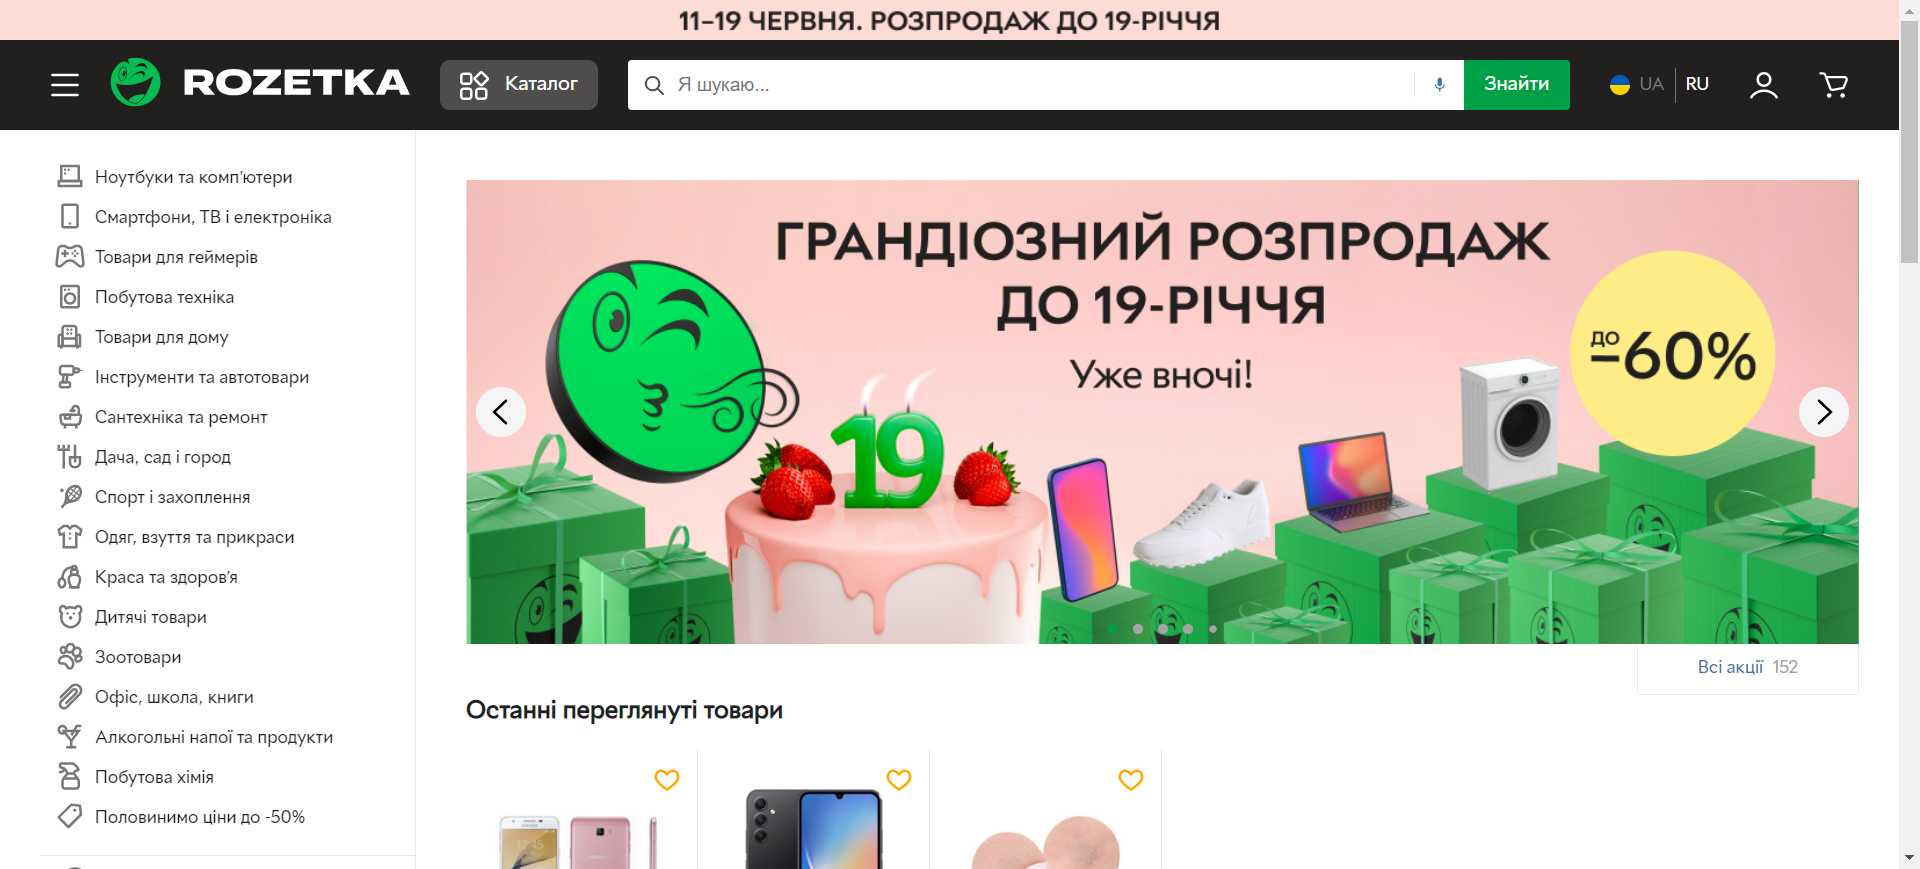 11–19 ЧЕРВНЯ. РОЗПРОДАЖ ДО 19-РІЧЧЯ
ROZETKA
Каталог
Я шукаю...
Знайти
UA
RU
Ноутбуки та комп'ютери
Смартфони, ТВ і електроніка
Товари для геймерів
Побутова техніка
Товари для дому
Інструменти та автотовари
Сантехніка та ремонт
Дача, сад і город
Спорт і захоплення
Одяг, взуття та прикраси
Краса та здоров'я
Дитячі товари
Зоотовари
Офіс, школа, книги
Алкогольні напої та продукти
Побутова хімія
Половинимо ціни до -50%
ГРАНДІОЗНИЙ РОЗПРОДАЖ
ДО 19-РІЧЧЯ
Уже вночі!
до
–60%
19
Всі акції 152
Останні переглянуті товари